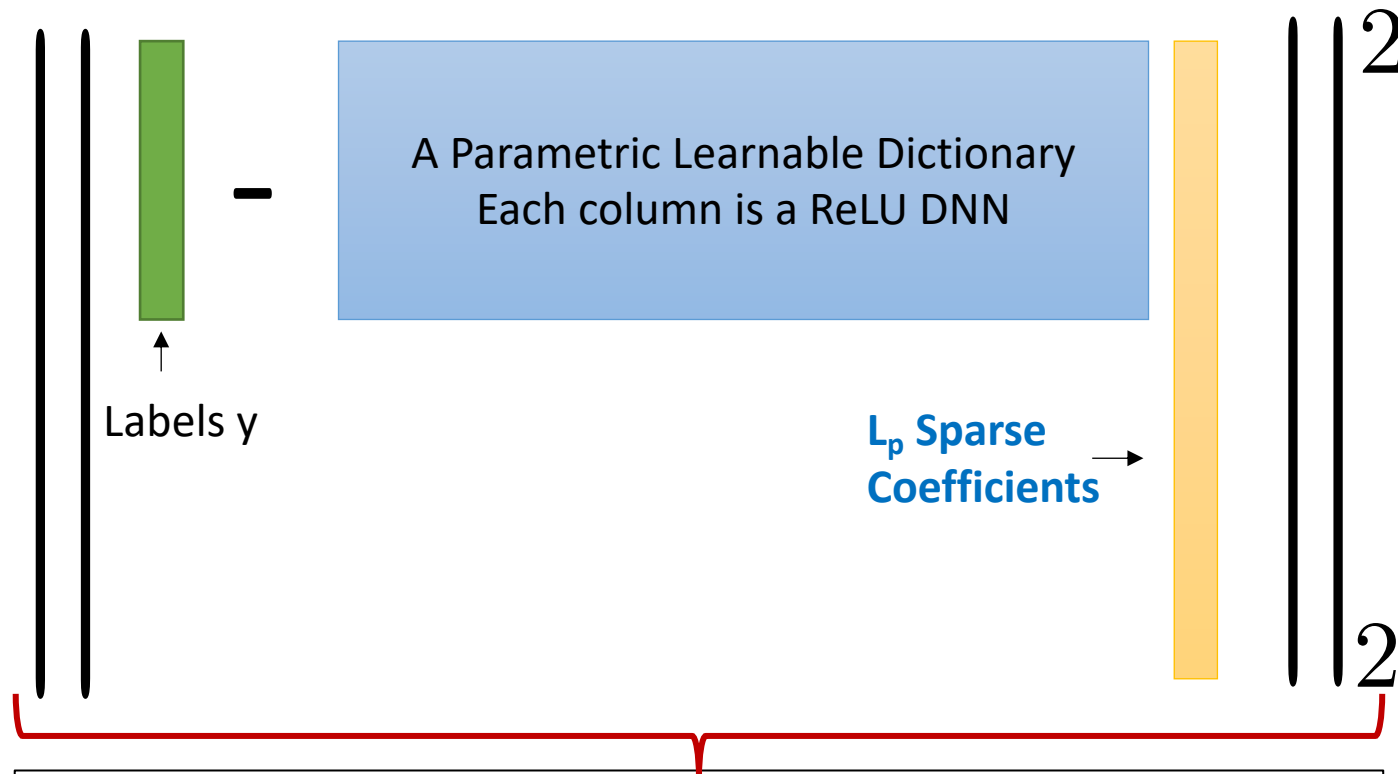 2
A Parametric Learnable Dictionary
Each column is a ReLU DNN
-
Labels y
Lp Sparse
Coefficients
2